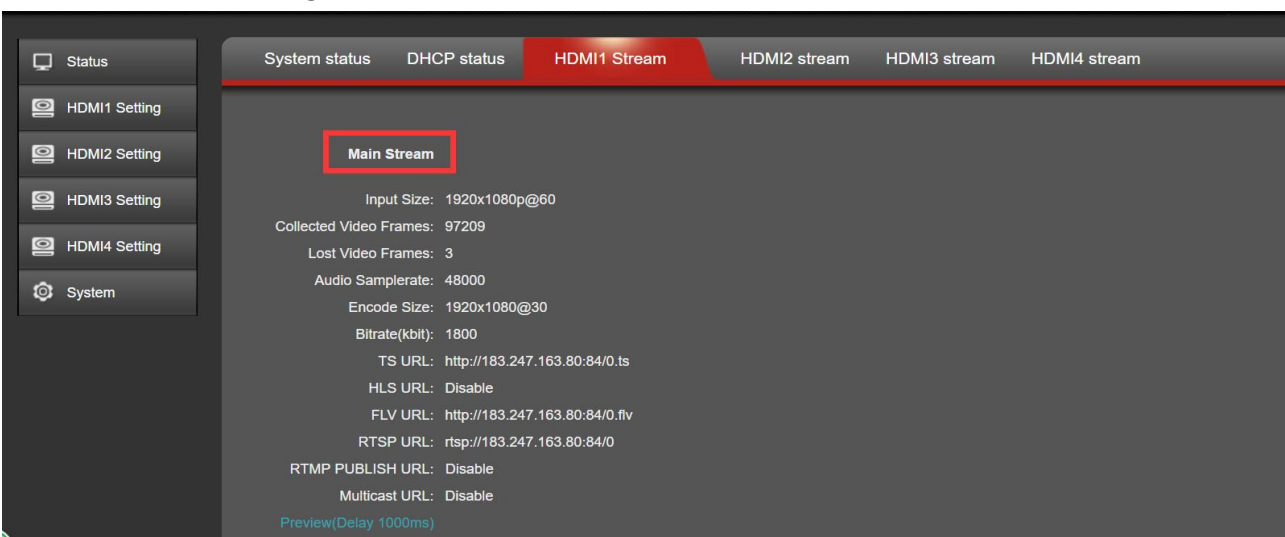 Status
HDMI1 Setting
HDMI2 Setting
HDMI3 Setting
HDMI4 Setting
System
System status DHCP status HDMI1 Stream HDMI2 stream HDMI3 stream HDMI4 stream
Main Stream
Input Size: 1920x1080p@60
Collected Video Frames: 97209
Lost Video Frames: 3
Audio Samplerate: 48000
Encode Size: 1920x1080@30
Bitrate(kbit): 1800
TS URL: http://183.247.163.80:84/0.ts
HLS URL: Disable
FLV URL: http://183.247.163.80:84/0.flv
RTSP URL: rtsp://183.247.163.80:84/0
RTMP PUBLISH URL: Disable
Multicast URL: Disable
Preview(Delay 1000ms)